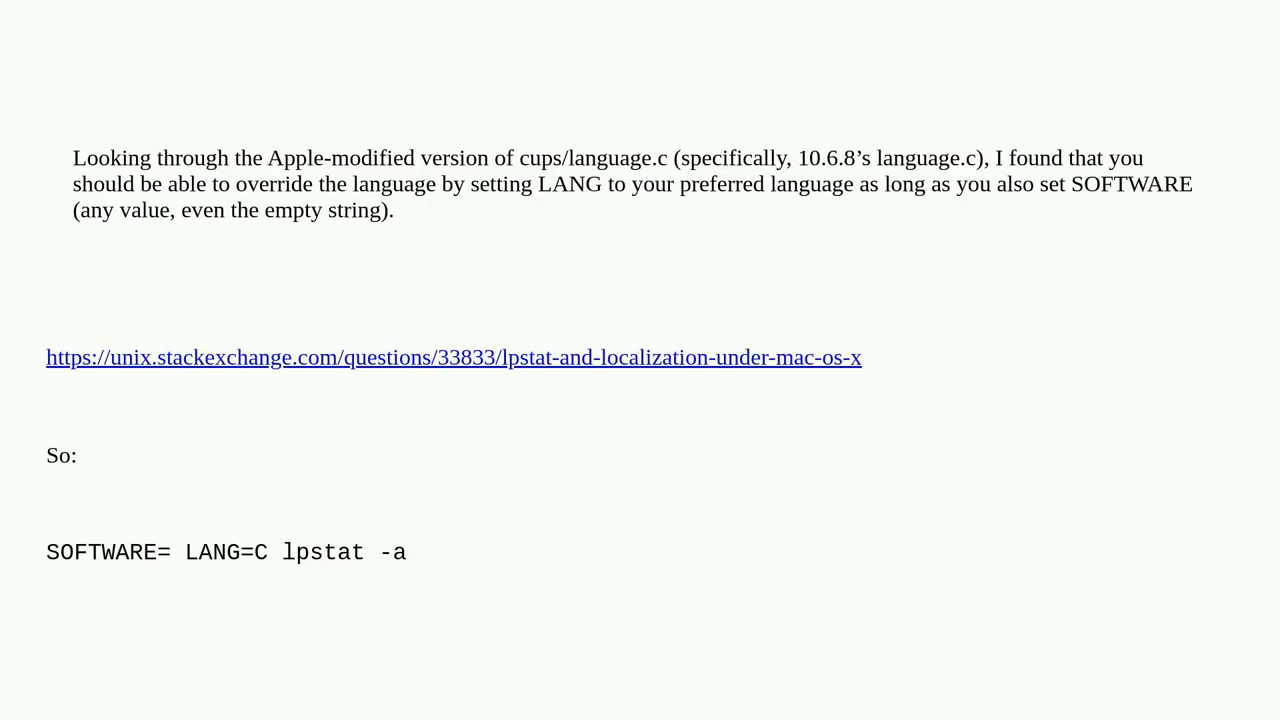 Looking through the Apple-modified version of cups/language.c (specifically, 10.6.8’s language.c), I found that you
should be able to override the language by setting LANG to your preferred language as long as you also set SOFTWARE
(any value, even the empty string).
https://unix.stackexchange.com/questions/33833/lpstat-and-localization-under-mac-os-x
So:
SOFTWARE= LANG=C lpstat -a